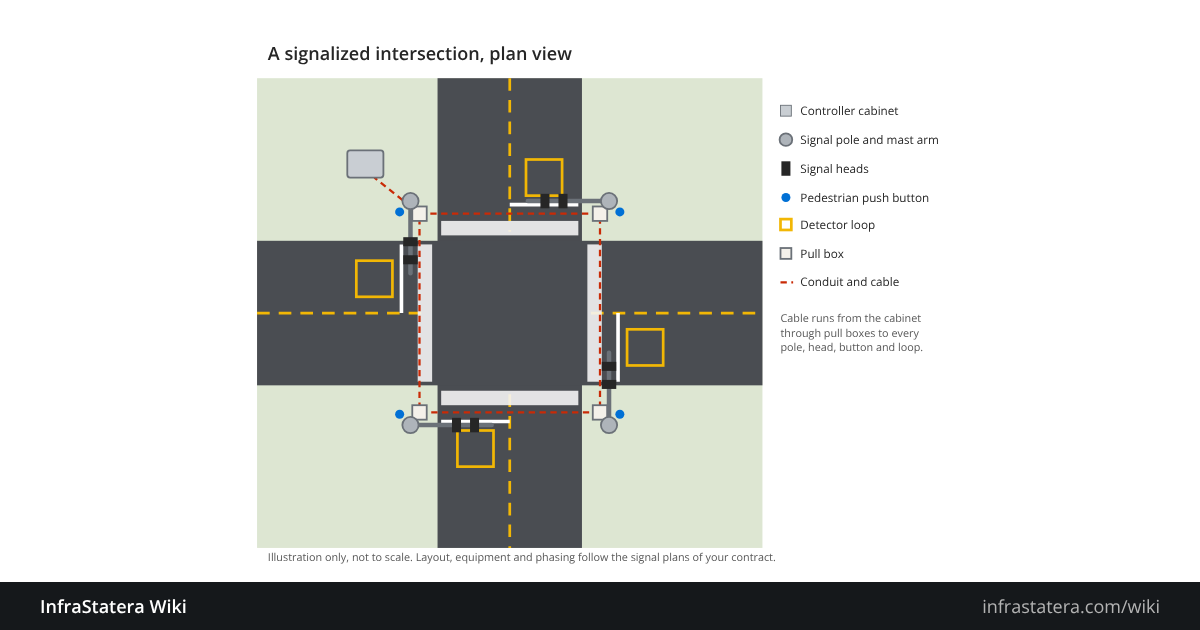 A signalized intersection, plan view
Controller cabinet
Signal pole and mast arm
Signal heads
Pedestrian push button
Detector loop
Pull box
Conduit and cable
Cable runs from the cabinet
through pull boxes to every
pole, head, button and loop.
Illustration only, not to scale. Layout, equipment and phasing follow the signal plans of your contract.
InfraStatera Wiki
infrastatera.com/wiki